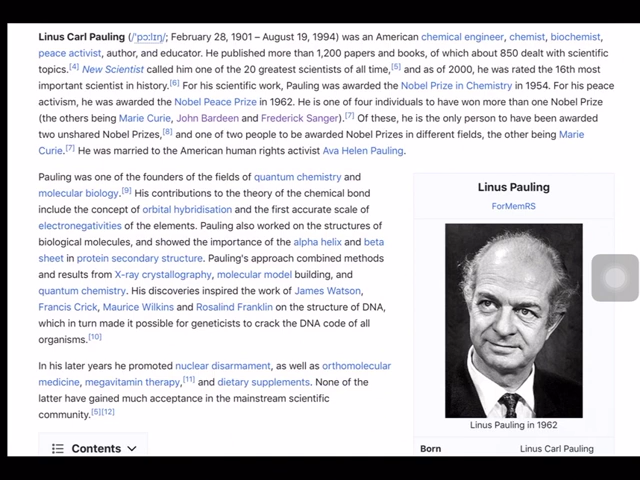 Linus Carl Pauling (/ˈpɔːlɪŋ/; February 28, 1901 – August 19, 1994) was an American chemical engineer, chemist, biochemist,
peace activist, author, and educator. He published more than 1,200 papers and books, of which about 850 dealt with scientific
topics.[4] New Scientist called him one of the 20 greatest scientists of all time,[5] and as of 2000, he was rated the 16th most
important scientist in history.[6] For his scientific work, Pauling was awarded the Nobel Prize in Chemistry in 1954. For his peace
activism, he was awarded the Nobel Peace Prize in 1962. He is one of four individuals to have won more than one Nobel Prize
(the others being Marie Curie, John Bardeen and Frederick Sanger).[7] Of these, he is the only person to have been awarded
two unshared Nobel Prizes,[8] and one of two people to be awarded Nobel Prizes in different fields, the other being Marie
Curie.[7] He was married to the American human rights activist Ava Helen Pauling.
Pauling was one of the founders of the fields of quantum chemistry and
molecular biology.[9] His contributions to the theory of the chemical bond
include the concept of orbital hybridisation and the first accurate scale of
electronegativities of the elements. Pauling also worked on the structures of
biological molecules, and showed the importance of the alpha helix and beta
sheet in protein secondary structure. Pauling's approach combined methods
and results from X-ray crystallography, molecular model building, and
quantum chemistry. His discoveries inspired the work of James Watson,
Francis Crick, Maurice Wilkins and Rosalind Franklin on the structure of DNA,
which in turn made it possible for geneticists to crack the DNA code of all
organisms.[10]
In his later years he promoted nuclear disarmament, as well as orthomolecular
medicine, megavitamin therapy,[11] and dietary supplements. None of the
latter have gained much acceptance in the mainstream scientific
community.[5][12]
Contents
Linus Pauling
ForMemRS
Linus Pauling in 1962
Born Linus Carl Pauling